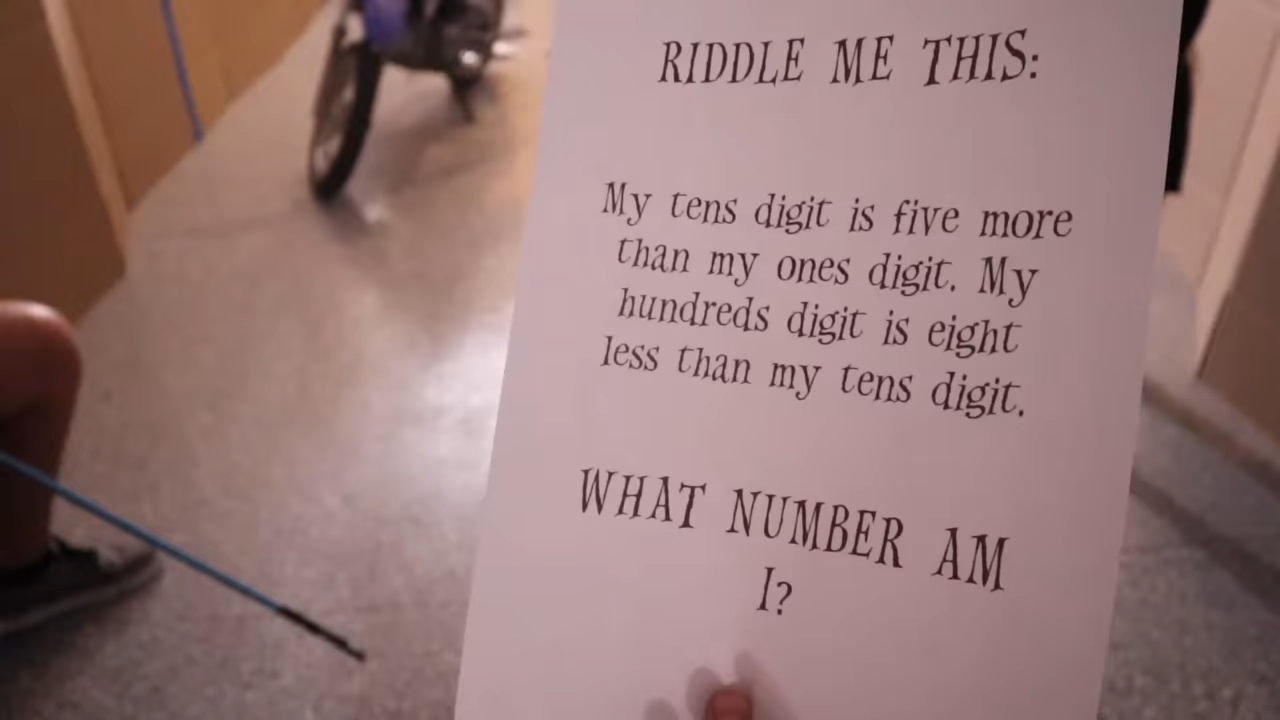 RIDDLE ME THIS:
My tens digit is five more
than my ones digit. My
hundreds digit is eight
less than my tens digit.
WHAT NUMBER AM
I?